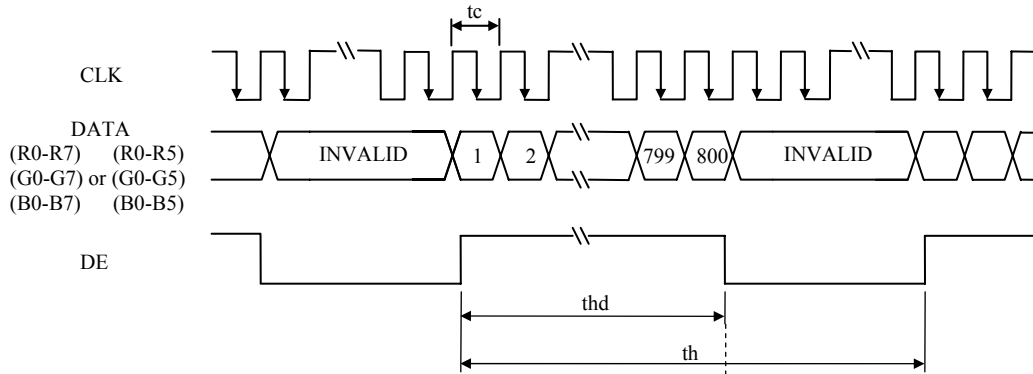 tc
CLK
DATA
(R0-R7) (R0-R5)
(G0-G7) or (G0-G5)
(B0-B7) (B0-B5)
INVALID 1 2 799 800 INVALID
DE
thd
th